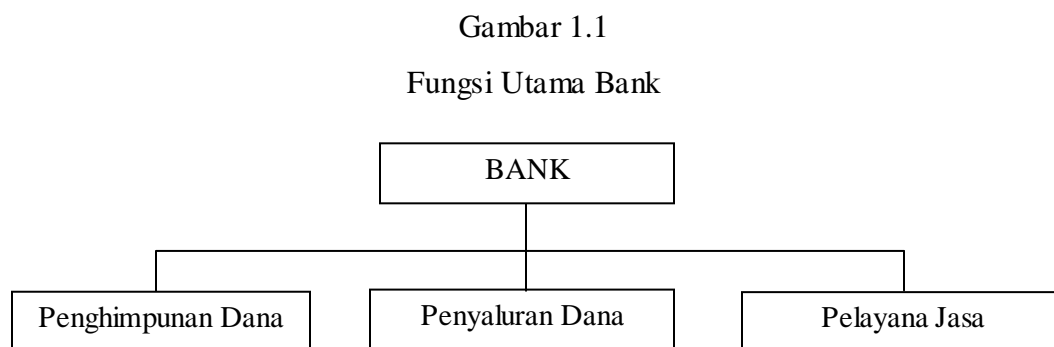 Gambar 1.1
Fungsi Utama Bank
BANK
Penghimpunan Dana
Penyaluran Dana
Pelayana Jasa